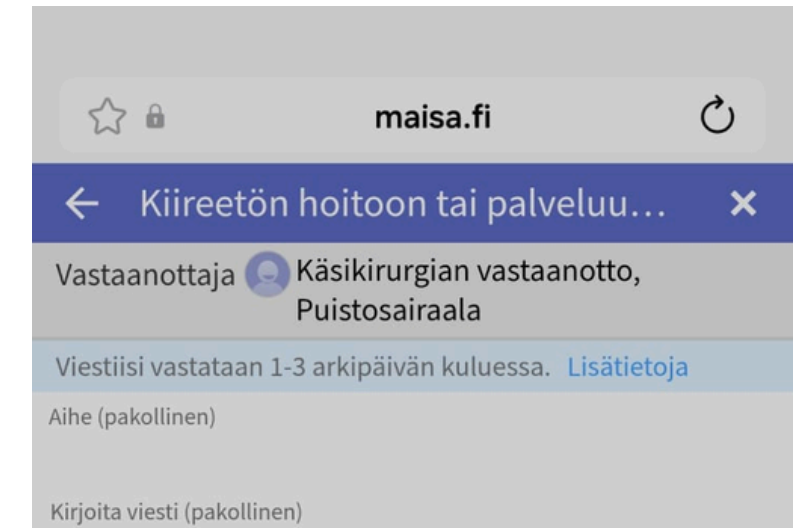 maisa.fi
Kiireetön hoitoon tai palveluu...
Vastaanottaja Käsikirurgian vastaanotto,
Puistosairaala
Viestiisi vastataan 1-3 arkipäivän kuluessa. Lisätietoja
Aihe (pakollinen)
Kirjoita viesti (pakollinen)